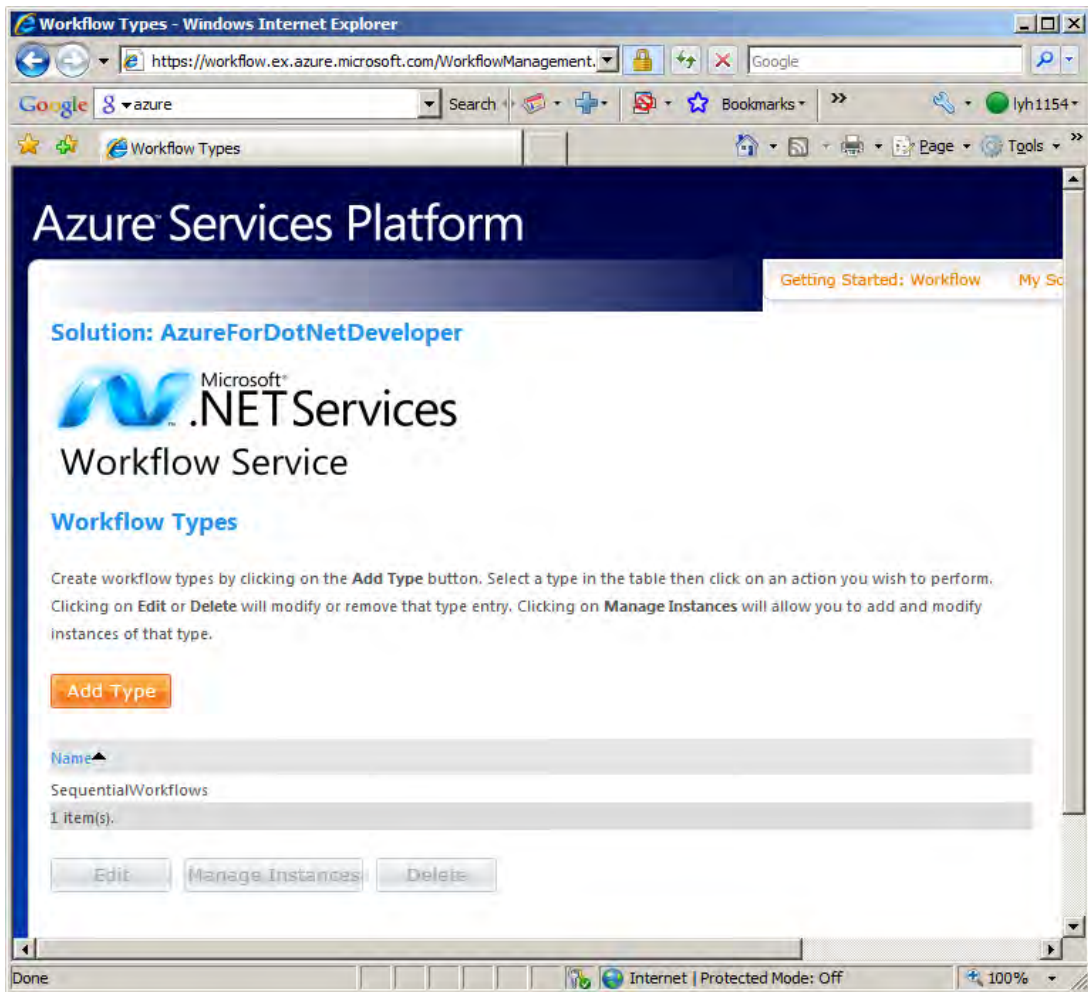 Workflow Types - Windows Internet Explorer
https://workflow.ex.azure.microsoft.com/WorkflowManagement.
Google
Google
azure
Search
Bookmarks
»
lyh1154
Workflow Types
Page
Tools
»
Azure™ Services Platform
Getting Started: Workflow My Sc
Solution: AzureForDotNetDeveloper
Microsoft®
.NET Services
Workflow Service
Workflow Types
Create workflow types by clicking on the Add Type button. Select a type in the table then click on an action you wish to perform.
Clicking on Edit or Delete will modify or remove that type entry. Clicking on Manage Instances will allow you to add and modify
instances of that type.
Add Type
Name
SequentialWorkflows
1 item(s).
Edit Manage Instances Delete
Done Internet | Protected Mode: Off 100%